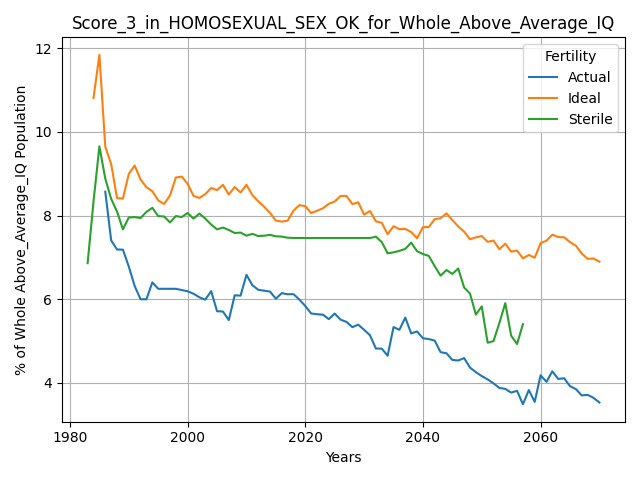 Score_3_in_HOMOSEXUAL_SEX_OK_for_Whole_Above_Average_IQ
Fertility
Actual
Ideal
Sterile
% of Whole Above_Average_IQ Population
12
10
8
6
4
1980 2000 2020 2040 2060
Years